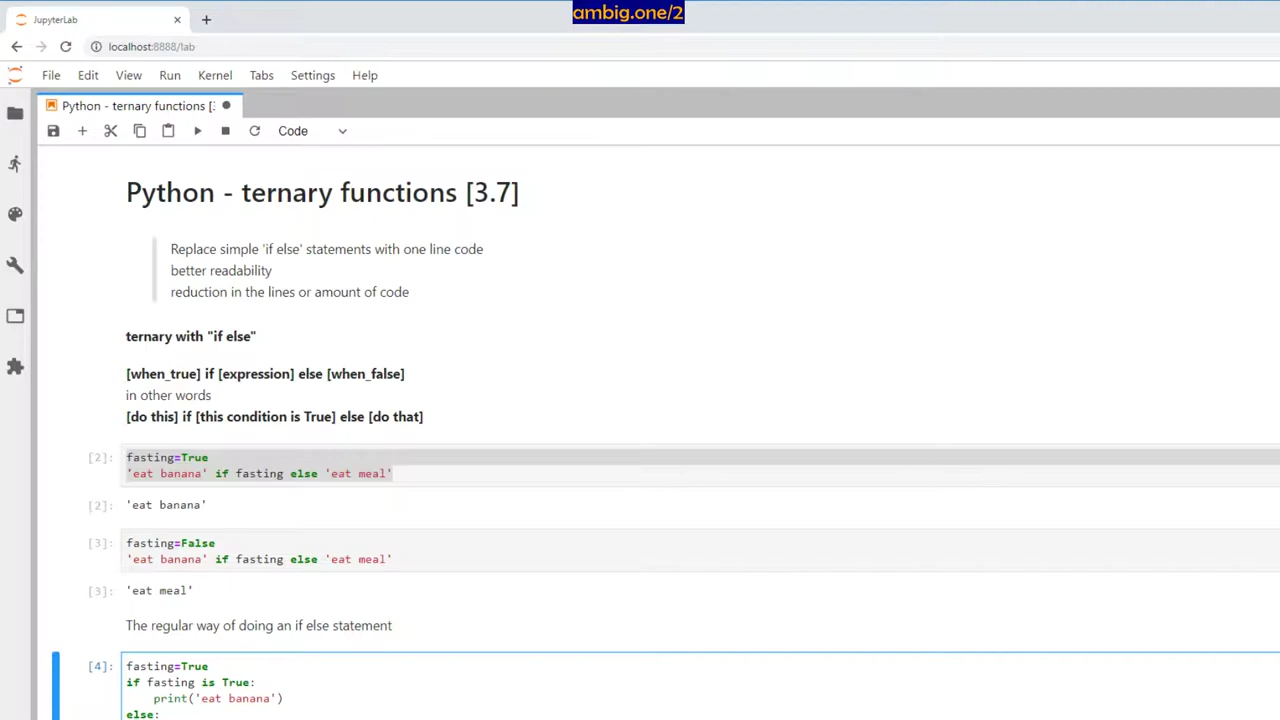 ambig.one/2
JupyterLab
localhost:8888/lab
File Edit View Run Kernel Tabs Settings Help
Python - ternary functions [3
Code
Python - ternary functions [3.7]
Replace simple 'if else' statements with one line code
better readability
reduction in the lines or amount of code
ternary with "if else"
[when_true] if [expression] else [when_false]
in other words
[do this] if [this condition is True] else [do that]
[2]: fasting=True
'eat banana' if fasting else 'eat meal'
[2]: 'eat banana'
[3]: fasting=False
'eat banana' if fasting else 'eat meal'
[3]: 'eat meal'
The regular way of doing an if else statement
[4]: fasting=True
if fasting is True:
print('eat banana')
else: